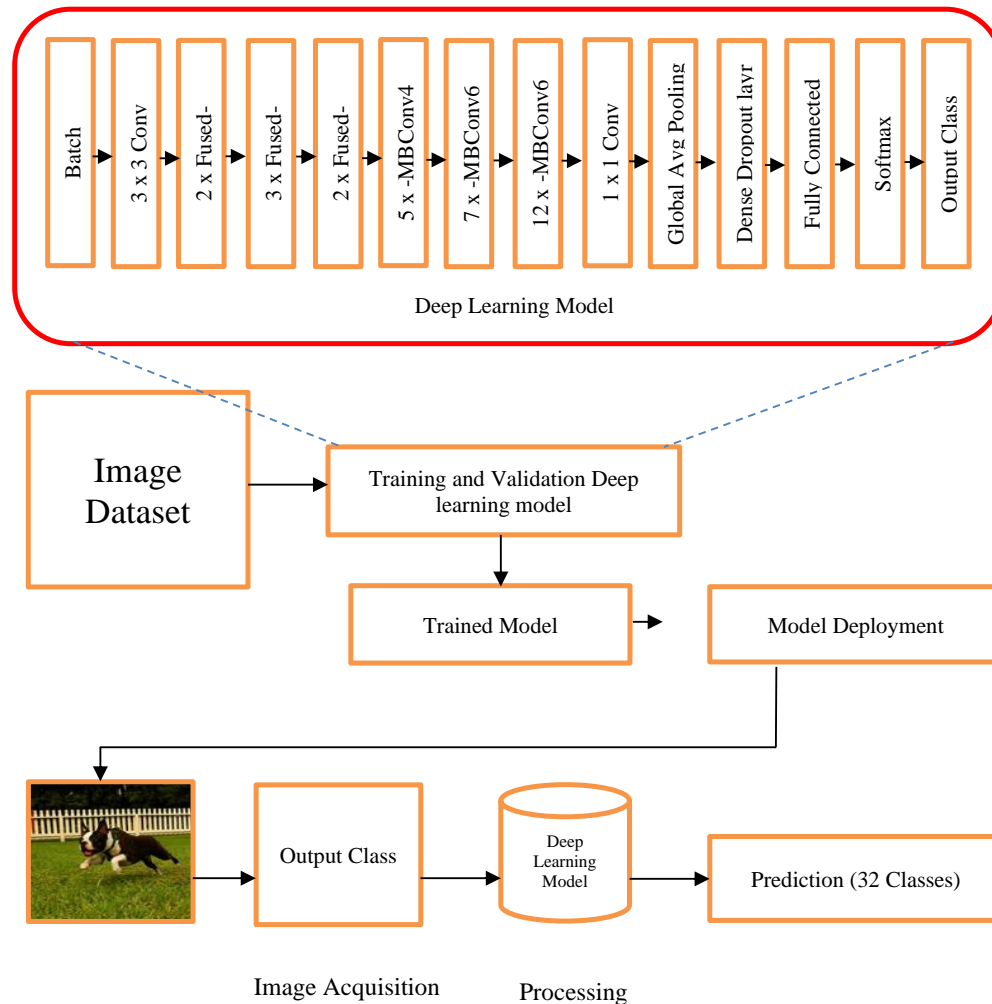 Batch
3 x 3 Conv
2 x Fused-
3 x Fused-
2 x Fused-
5 x -MBConv4
7 x -MBConv6
12 x -MBConv6
1 x 1 Conv
Global Avg Pooling
Dense Dropout layr
Fully Connected
Softmax
Output Class
Deep Learning Model
Image
Dataset
Training and Validation Deep
learning model
Trained Model
Model Deployment
Output Class
Deep
Learning
Model
Prediction (32 Classes)
Image Acquisition
Processing